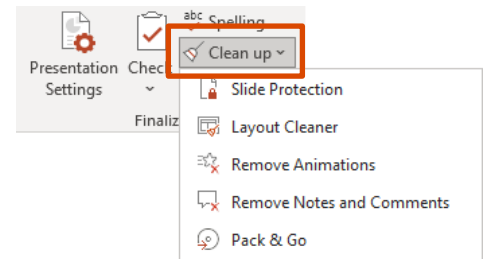 abc Spelling
Clean up
Presentation Settings
Check
Finaliz
Slide Protection
Layout Cleaner
Remove Animations
Remove Notes and Comments
Pack & Go